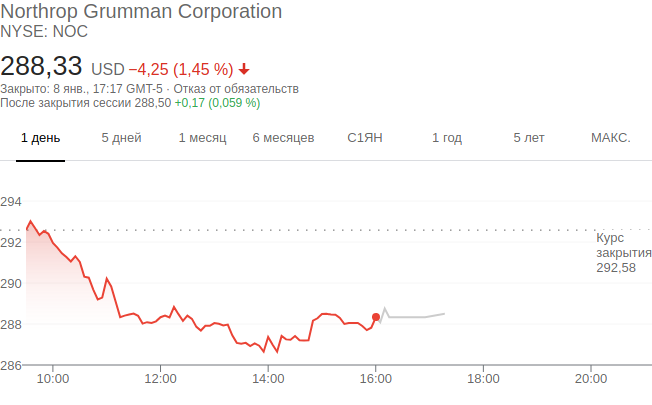 Northrop Grumman Corporation
NYSE: NOC
288,33 USD −4,25 (1,45 %)
Закрыто: 8 янв., 17:17 GMT-5 · Отказ от обязательств
После закрытия сессии 288,50 +0,17 (0,059 %)
1 день 5 дней 1 месяц 6 месяцев С1ЯН 1 год 5 лет МАКС.
294
292
290
288
286
Курс
закрытия
292,58
10:00 12:00 14:00 16:00 18:00 20:00